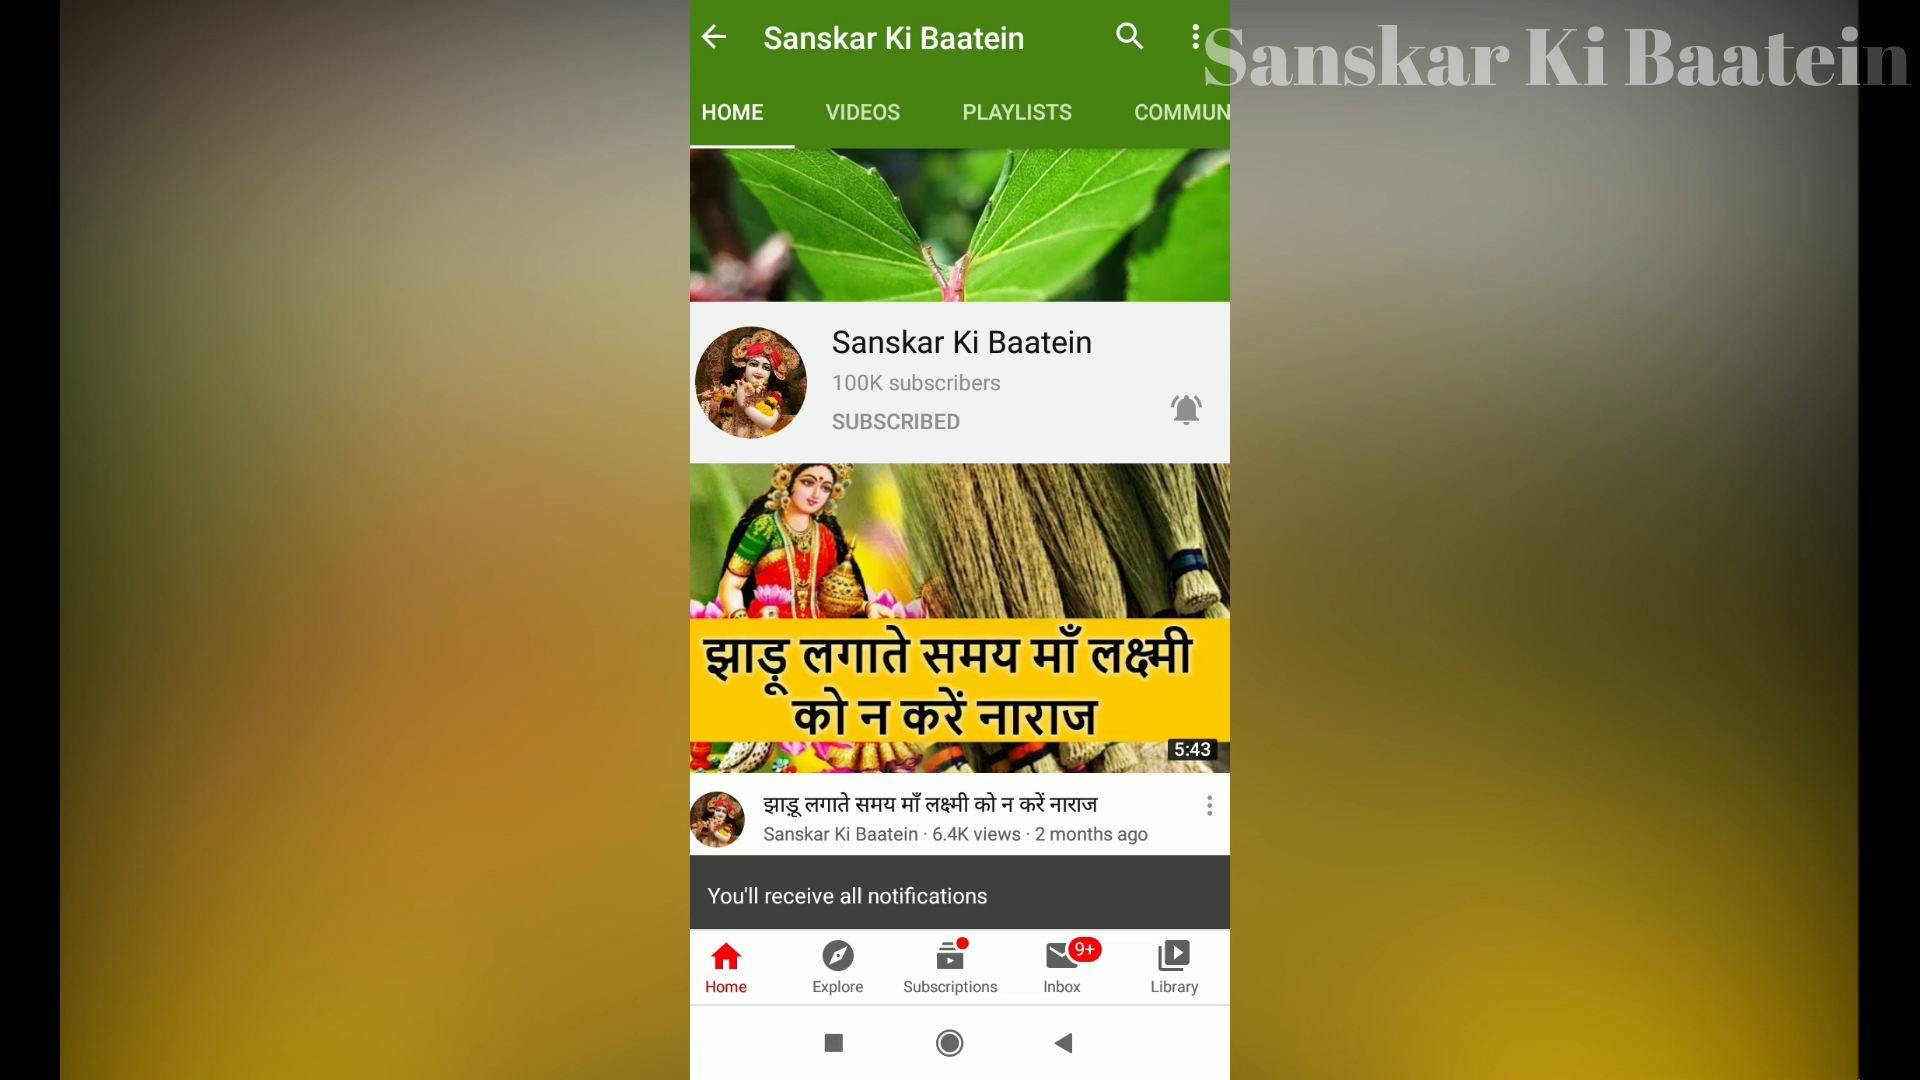 Sanskar Ki Baatein
Sanskar Ki Baatein
HOME VIDEOS PLAYLISTS COMMUN
Sanskar Ki Baatein
100K subscribers
SUBSCRIBED
झाड़ू लगाते समय माँ लक्ष्मी
को न करें नाराज
5:43
झाड़ू लगाते समय माँ लक्ष्मी को न करें नाराज
Sanskar Ki Baatein · 6.4K views · 2 months ago
You'll receive all notifications
9+
Home Explore Subscriptions Inbox Library